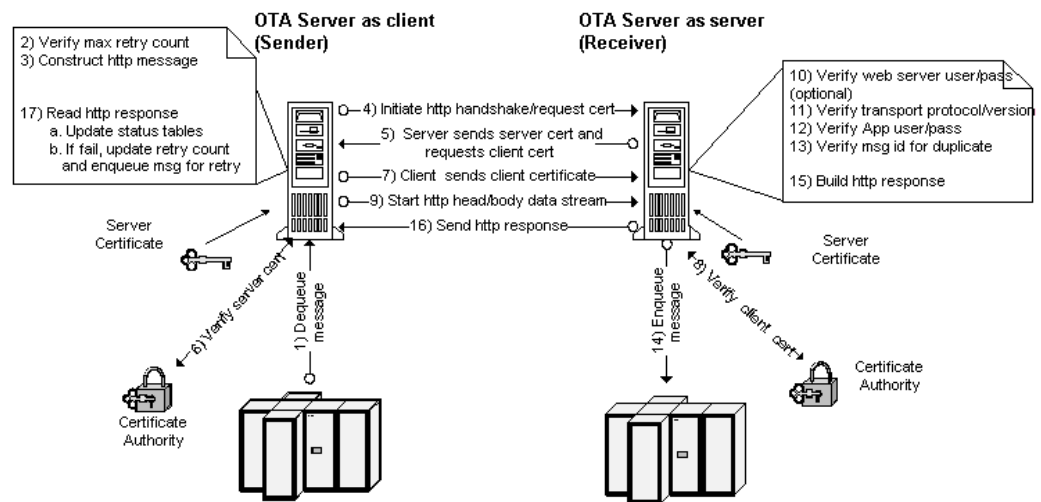 OTA Server as client
(Sender)
OTA Server as server
(Receiver)
2) Verify max retry count
3) Construct http message
17) Read http response
a. Update status tables
b. If fail, update retry count
and enqueue msg for retry
10) Verify web server user/pass
(optional)
11) Verify transport protocol/version
12) Verify App user/pass
13) Verify msg id for duplicate
15) Build http response
4) Initiate http handshake/request cert
5) Server sends server cert and
requests client cert
7) Client sends client certificate
9) Start http head/body data stream
16) Send http response
Server
Certificate
Server
Certificate
6) Verify server cert
1) Dequeue
message
14) Enqueue
message
8) Verify client cert
Certificate
Authority
Certificate
Authority